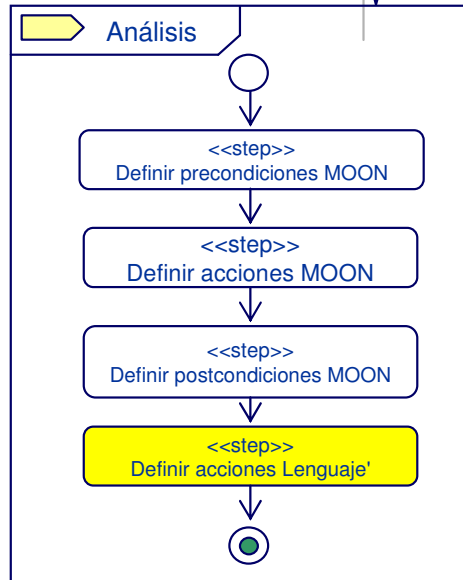 Análisis
<<step>>
Definir precondiciones MOON
<<step>>
Definir acciones MOON
<<step>>
Definir postcondiciones MOON
<<step>>
Definir acciones Lenguaje'